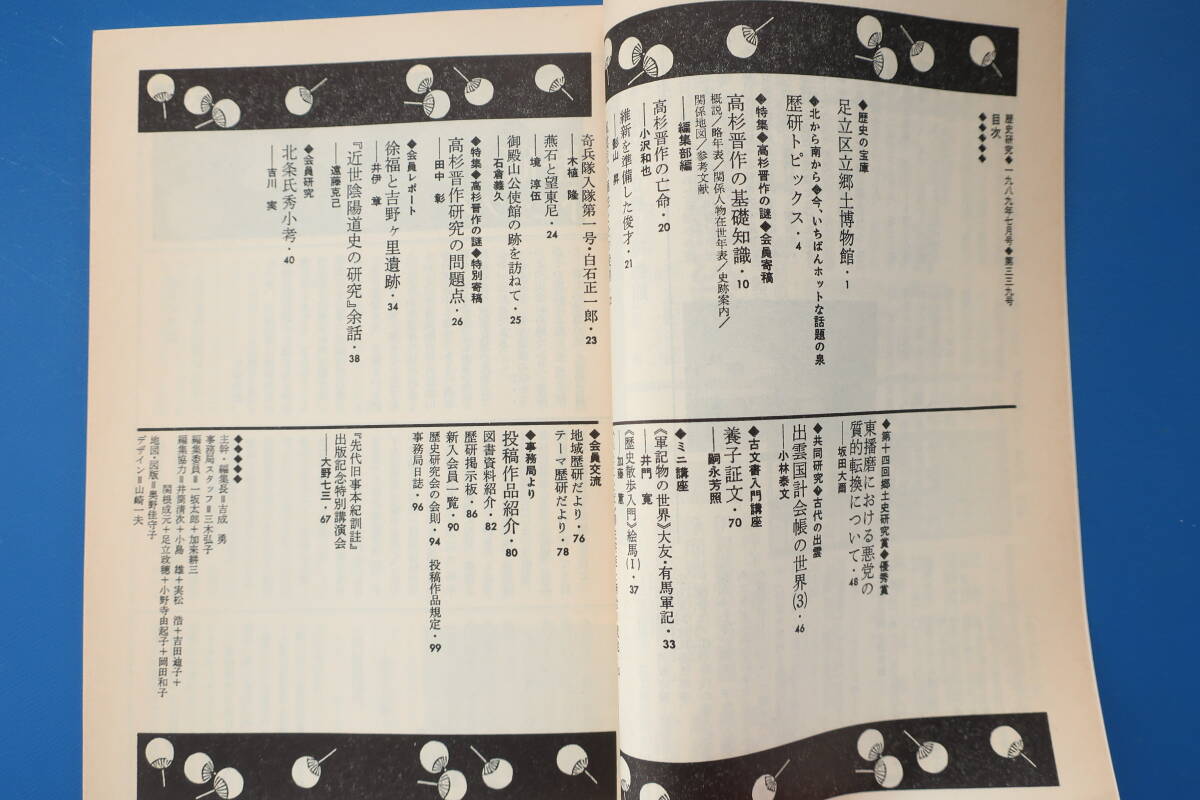 歴史研究◆一九八九年七月号◆第三三九号
目次
◆◆◆◆◆
◆歴史の宝庫
足立区立郷土博物館・1
◆北から南から◆今、いちばんホットな話題の泉
歴研トピックス・4
◆特集◆高杉晋作の謎◆会員寄稿
高杉晋作の基礎知識・10
概説／略年表／関係人物在世年表／史跡案内／
関係地図／参考文献
――編集部編
高杉晋作の亡命・20
――小沢和也
維新を準備した俊才・21
――影山 昇
奇兵隊入隊第一号・白石正一郎・23
――木植 隆
燕石と望東尼・24
――境 淳伍
御殿山公使館の跡を訪ねて・25
――石倉義久
◆特集◆高杉晋作の謎◆特別寄稿
高杉晋作研究の問題点・26
――田中 彰
◆会員レポート
徐福と吉野ヶ里遺跡・34
――井伊 章
『近世陰陽道史の研究』余話・38
――遠藤克己
◆会員研究
北条氏秀小考・40
――吉川 実
◆第十四回郷土史研究賞◆優秀賞
東播磨における悪党の
質的転換について・48
――坂田大爾
◆共同研究◆古代の出雲
出雲国計会帳の世界(3)・46
――小林泰文
◆古文書入門講座
養子証文・70
――嗣永芳照
◆ミニ講座
《軍記物の世界》大友・有馬軍記・33
――井門 寛
《歴史散歩入門》絵馬(1)・37
――加藤 蕙
◆会員交流
地域歴研だより・76
テーマ歴研だより・78
◆事務局より
投稿作品紹介・80
図書資料紹介・82
歴研掲示板・86
新入会員一覧・90
歴史研究会の会則・94 投稿作品規定・99
事務局日誌・96
『先代旧事本紀訓註』
出版記念特別講演会
――大野七三・67
◆◆◆◆◆
主幹・編集長＝吉成 勇
事務局スタッフ＝三木弘子
編集委員＝一坂太郎＋加来耕三
編集協力＝井筒清次＋小島 雄＋実松 浩＋吉田迪子＋
関根成元＋足立政穂＋小野寺由起子＋岡田和子
地図・図版＝奥野佳守子
デザイン＝山崎一夫